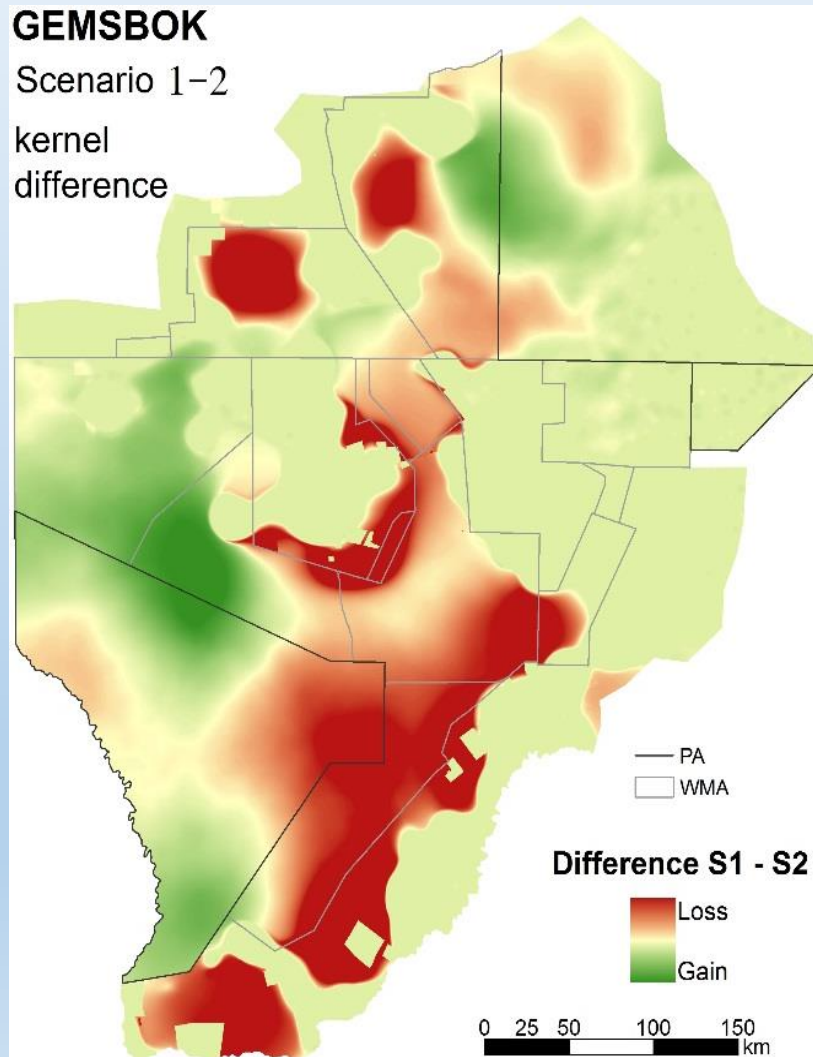 GEMSBOK
Scenario 1-2
kernel
difference
PA
WMA
Difference S1 - S2
Loss
Gain
0 25 50 100 150
km